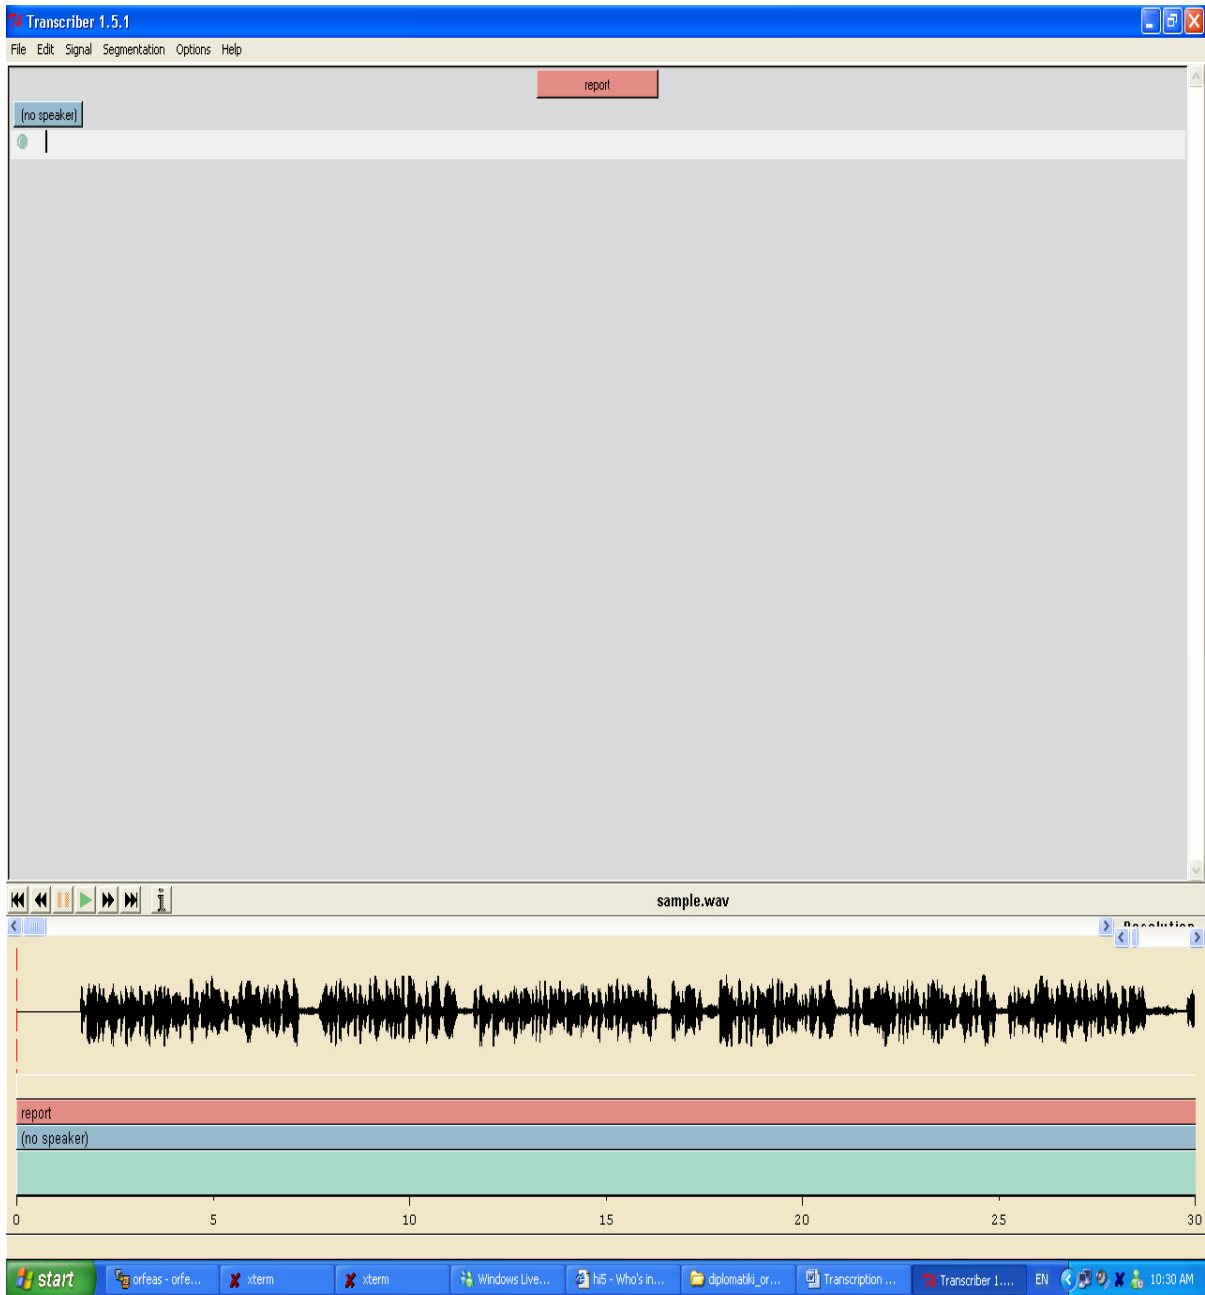 Transcriber 1.5.1
File Edit Signal Segmentation Options Help
report
(no speaker)
sample.wav
Resolution
report
(no speaker)
0 5 10 15 20 25 30
start orfeas - orfe... xterm xterm Windows Live... hi5 - Who's in... diplomatiki_or... Transcription ... Transcriber 1.... EN 10:30 AM